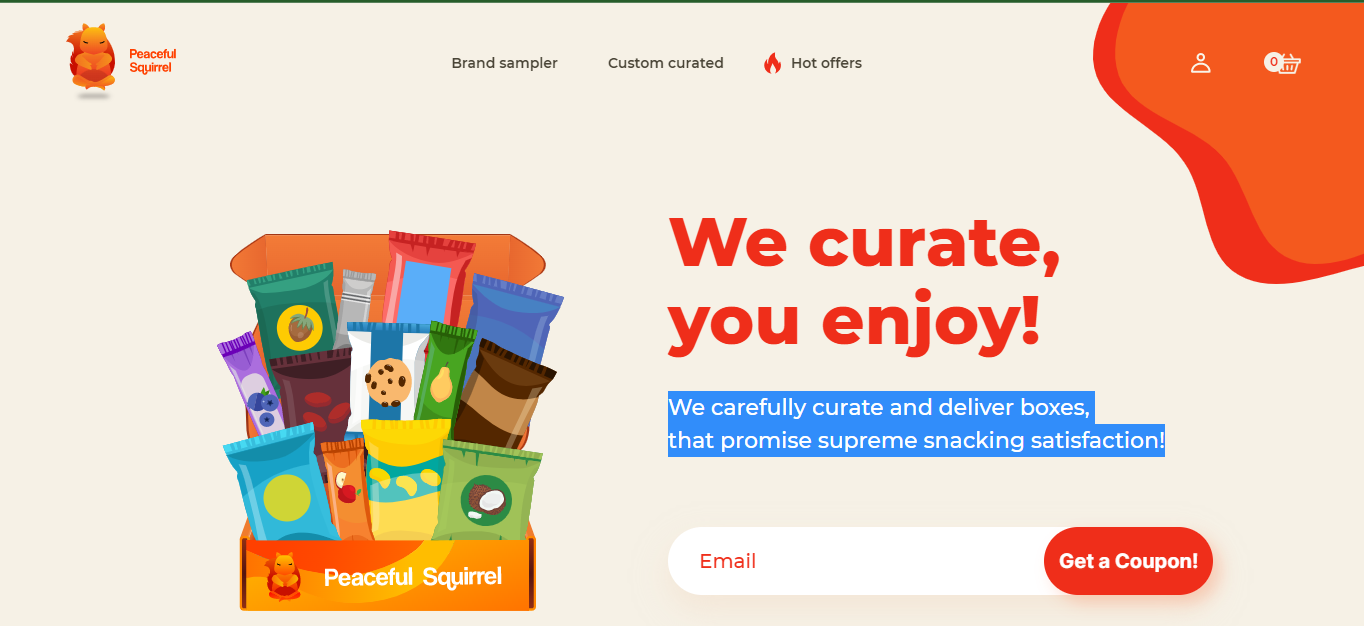 Peaceful
Squirrel
Brand sampler
Custom curated
Hot offers
0
We curate,
you enjoy!
We carefully curate and deliver boxes,
that promise supreme snacking satisfaction!
Email
Get a Coupon!
Peaceful Squirrel